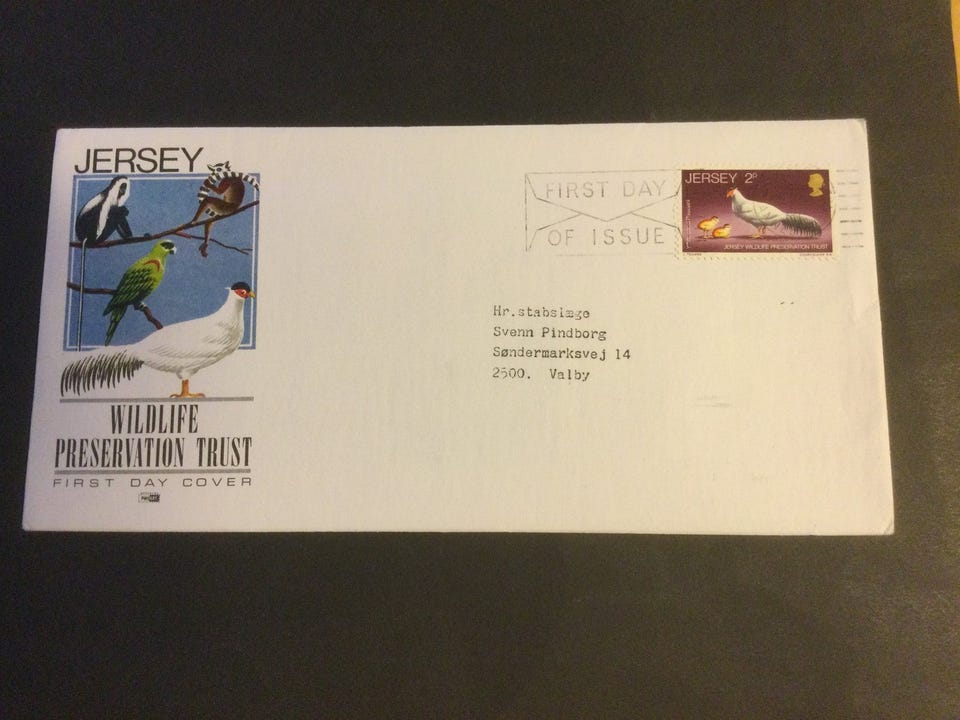 JERSEY
WILDLIFE
PRESERVATION TRUST
FIRST DAY COVER
FIRST DAY
OF ISSUE
JERSEY 2P
JERSEY WILDLIFE PRESERVATION TRUST
Hr.stabslæge
Svenn Pindborg
Søndermarksvej 14
2500. Valby